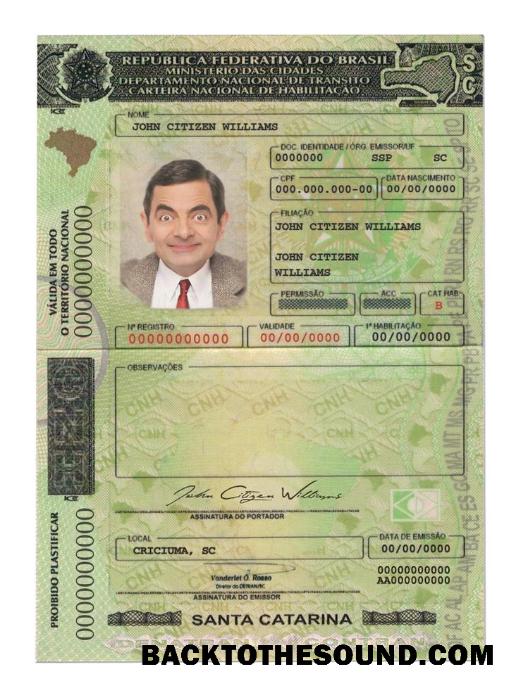 REPÚBLICA FEDERATIVA DO BRASIL
MINISTÉRIO DAS CIDADES
DEPARTAMENTO NACIONAL DE TRÂNSITO
CARTEIRA NACIONAL DE HABILITAÇÃO
SC
NOME
JOHN CITIZEN WILLIAMS
DOC. IDENTIDADE / ÓRG. EMISSOR/UF
0000000 SSP SC
CPF
000.000.000-00
DATA NASCIMENTO
00/00/0000
FILIAÇÃO
JOHN CITIZEN WILLIAMS
JOHN CITIZEN
WILLIAMS
PERMISSÃO
ACC
CAT HAB.
B
Nº REGISTRO
00000000000
VALIDADE
00/00/0000
1ª HABILITAÇÃO
00/00/0000
VÁLIDA EM TODO
O TERRITÓRIO NACIONAL
0000000000
OBSERVAÇÕES
CNH
John Citizen Williams
ASSINATURA DO PORTADOR
LOCAL
CRICIUMA, SC
DATA DE EMISSÃO
00/00/0000
Vanderlei O. Rosso
Diretor do DETRAN/SC
ASSINATURA DO EMISSOR
00000000000
AA000000000
PROIBIDO PLASTIFICAR
0000000000
SANTA CATARINA
BACKTOTHESOUND.COM